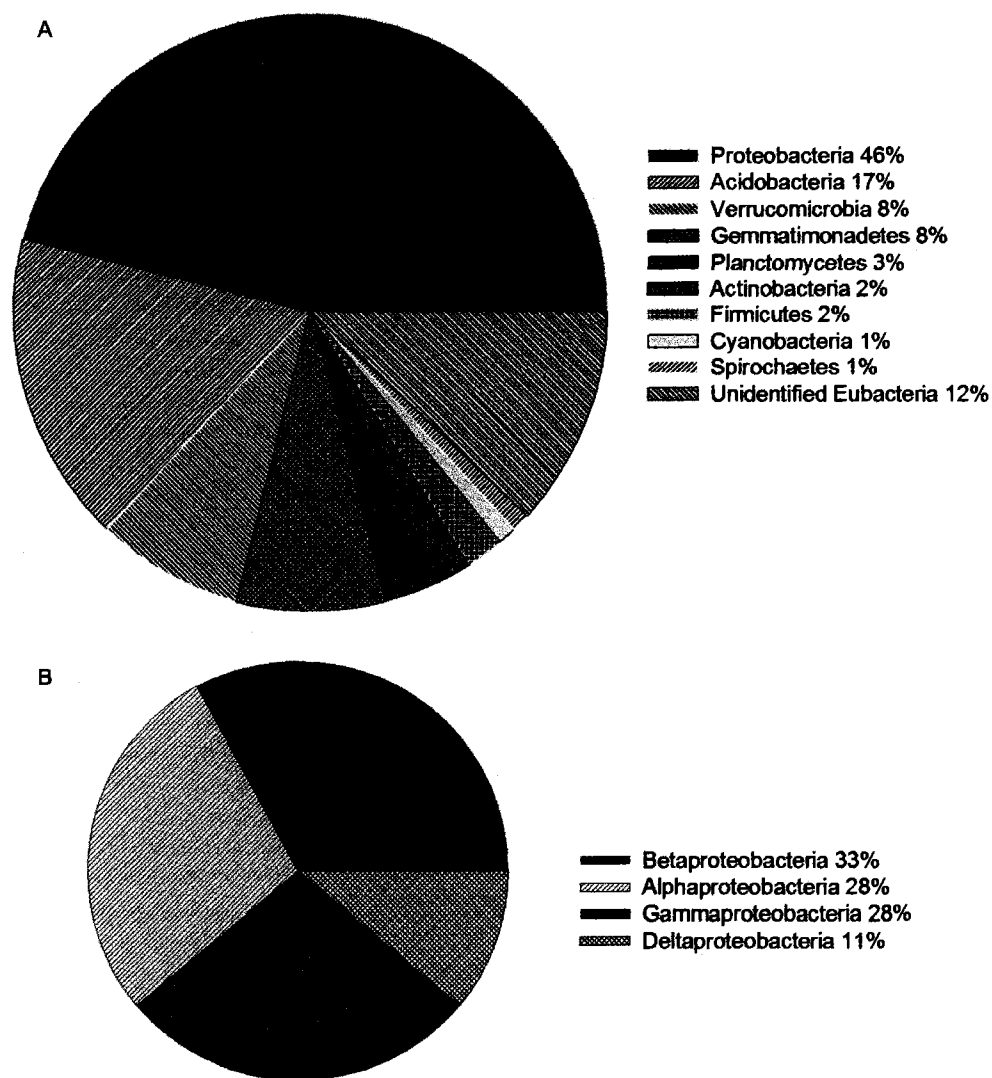 A
Proteobacteria 46%
Acidobacteria 17%
Verrucomicrobia 8%
Gemmatimonadetes 8%
Planctomycetes 3%
Actinobacteria 2%
Firmicutes 2%
Cyanobacteria 1%
Spirochaetes 1%
Unidentified Eubacteria 12%
B
Betaproteobacteria 33%
Alphaproteobacteria 28%
Gammaproteobacteria 28%
Deltaproteobacteria 11%